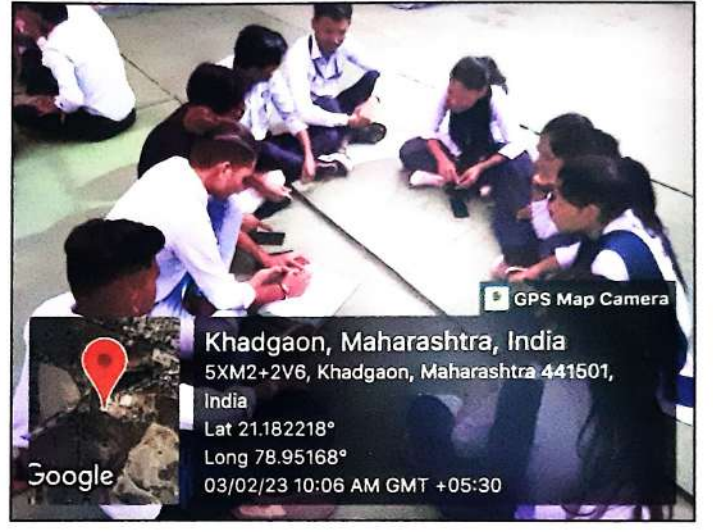 GPS Map Camera
Khadgaon, Maharashtra, India
5XM2+2V6, Khadgaon, Maharashtra 441501,
India
Lat 21.182218°
Long 78.95168°
03/02/23 10:06 AM GMT +05:30
Google